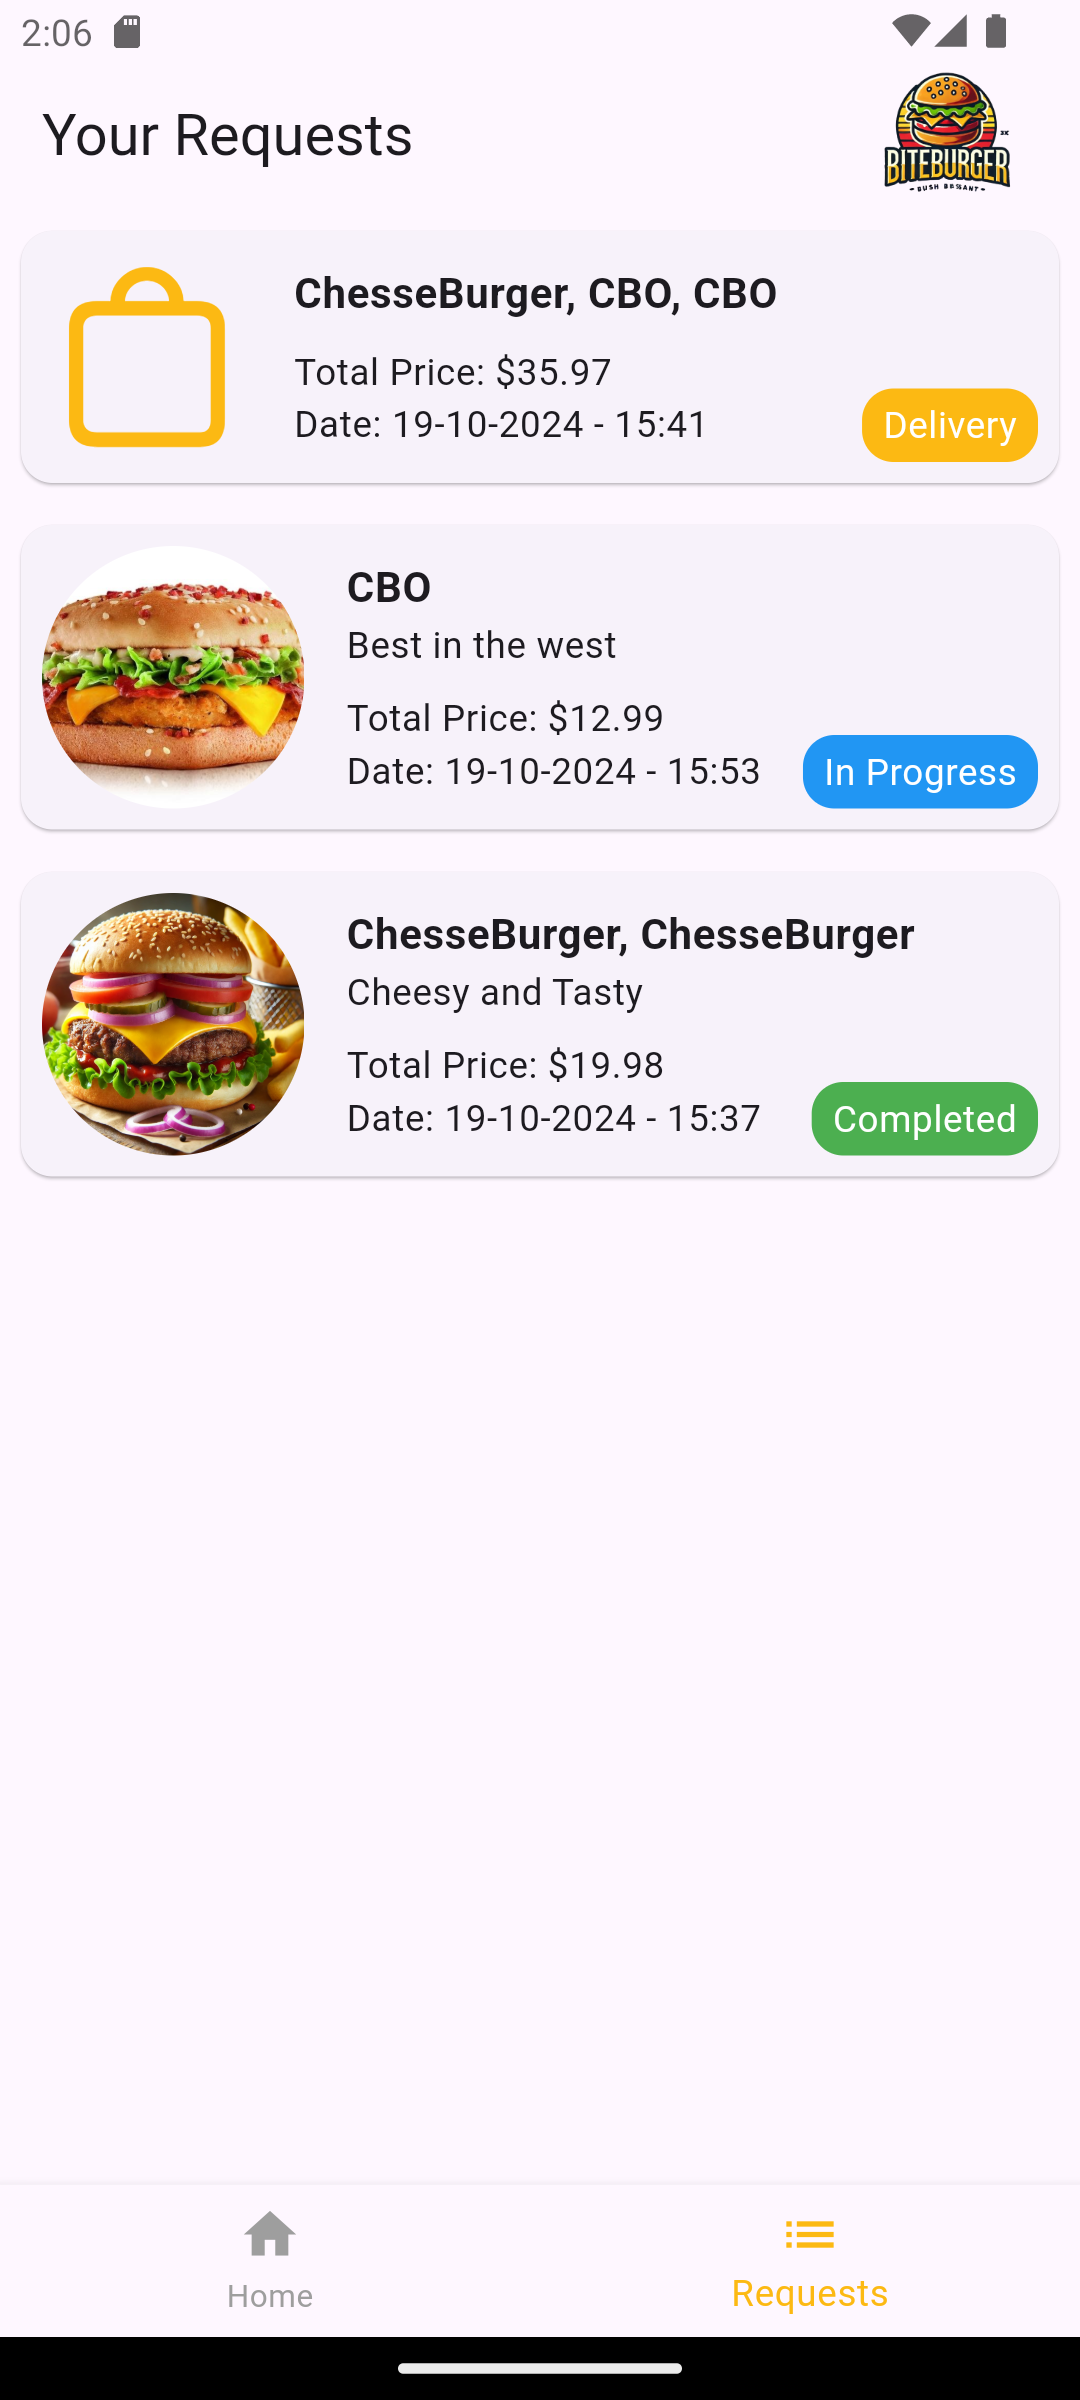 2:06
Your Requests
BITEBURGER
ChesseBurger, CBO, CBO
Total Price: $35.97
Date: 19-10-2024 - 15:41
Delivery
CBO
Best in the west
Total Price: $12.99
Date: 19-10-2024 - 15:53
In Progress
ChesseBurger, ChesseBurger
Cheesy and Tasty
Total Price: $19.98
Date: 19-10-2024 - 15:37
Completed
Home
Requests